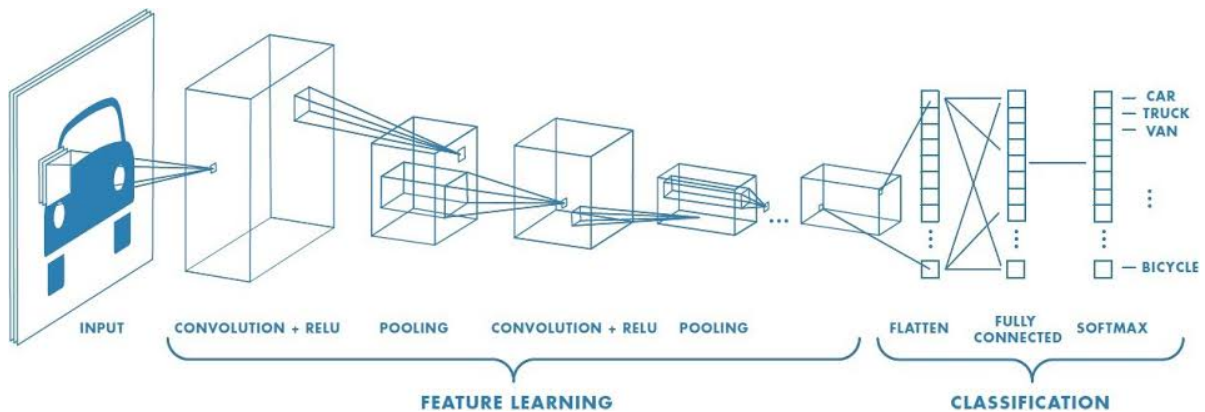 CAR
TRUCK
VAN
BICYCLE
INPUT
CONVOLUTION + RELU
POOLING
CONVOLUTION + RELU
POOLING
FLATTEN
FULLY
CONNECTED
SOFTMAX
FEATURE LEARNING
CLASSIFICATION